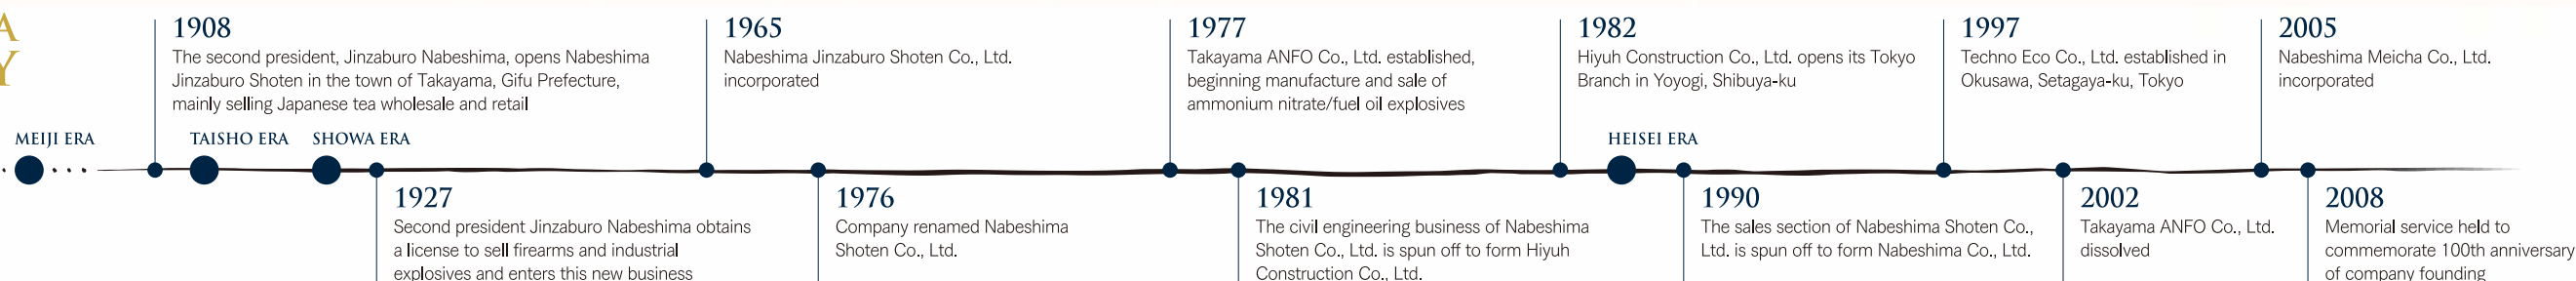 A
Y
1908
The second president, Jinzaburo Nabeshima, opens Nabeshima
Jinzaburo Shoten in the town of Takayama, Gifu Prefecture,
mainly selling Japanese tea wholesale and retail
1965
Nabeshima Jinzaburo Shoten Co., Ltd.
incorporated
1977
Takayama ANFO Co., Ltd. established,
beginning manufacture and sale of
ammonium nitrate/fuel oil explosives
1982
Hiyuh Construction Co., Ltd. opens its Tokyo
Branch in Yoyogi, Shibuya-ku
1997
Techno Eco Co., Ltd. established in
Okusawa, Setagaya-ku, Tokyo
2005
Nabeshima Meicha Co., Ltd.
incorporated
MEIJI ERA
TAISHO ERA
SHOWA ERA
HEISEI ERA
1927
Second president Jinzaburo Nabeshima obtains
a license to sell firearms and industrial
explosives and enters this new business
1976
Company renamed Nabeshima
Shoten Co., Ltd.
1981
The civil engineering business of Nabeshima
Shoten Co., Ltd. is spun off to form Hiyuh
Construction Co., Ltd.
1990
The sales section of Nabeshima Shoten Co.,
Ltd. is spun off to form Nabeshima Co., Ltd.
2002
Takayama ANFO Co., Ltd.
dissolved
2008
Memorial service held to
commemorate 100th anniversary
of company founding